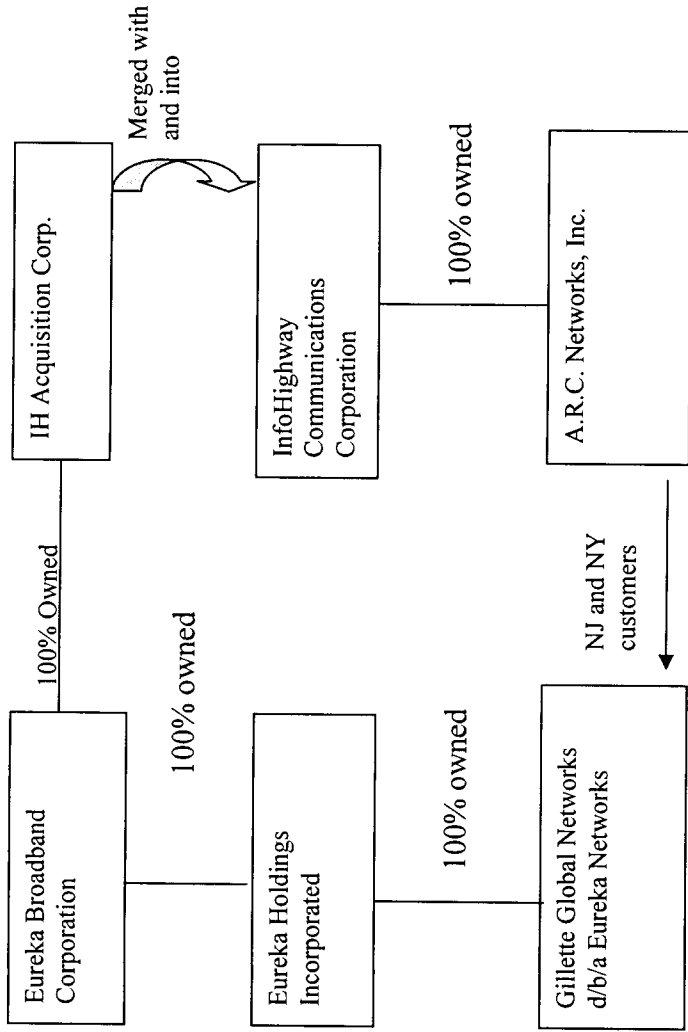 Eureka Broadband
Corporation
100% Owned
IH Acquisition Corp.
Merged with
and into
100% owned
Eureka Holdings
Incorporated
InfoHighway
Communications
Corporation
100% owned
100% owned
Gillette Global Networks
d/b/a Eureka Networks
NJ and NY
customers
A.R.C. Networks, Inc.